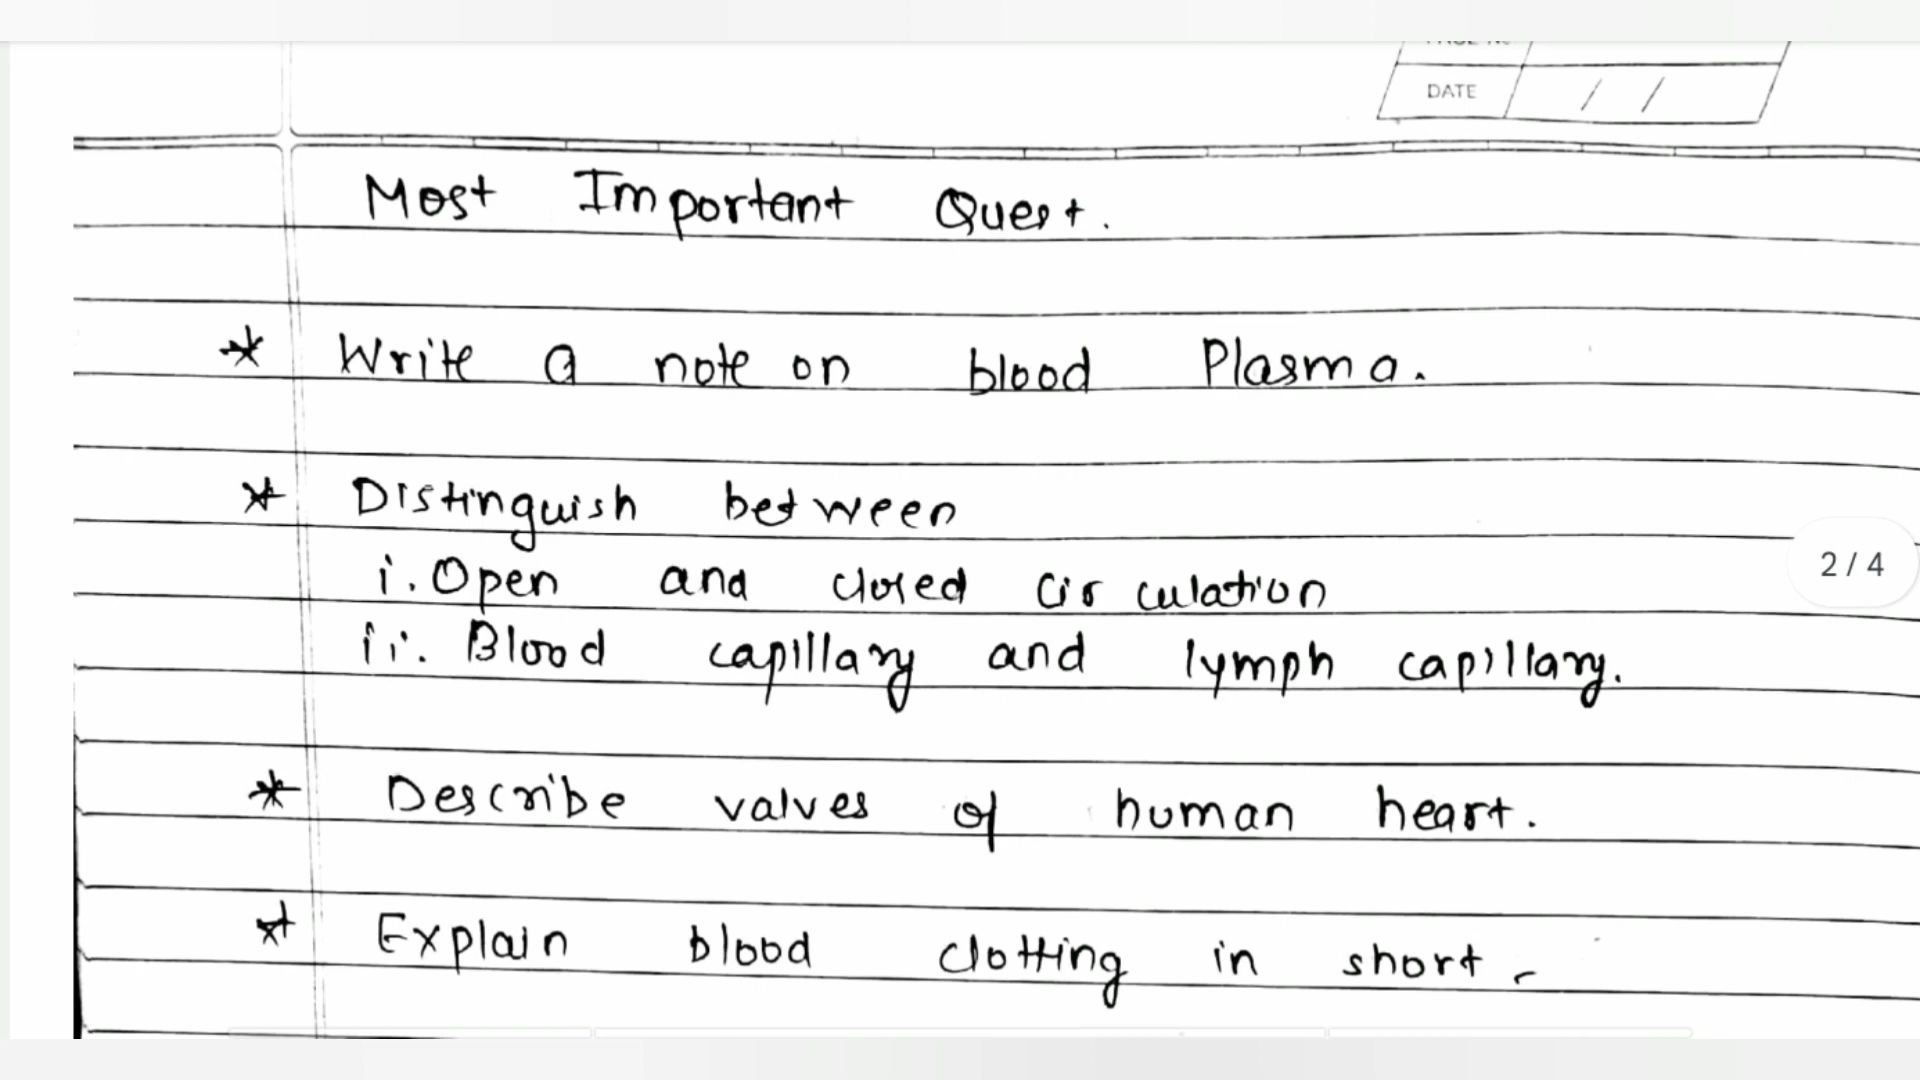 DATE / /
Most Important Quest.
* Write a note on blood Plasma.
* Distinguish between
i. Open and closed circulation
ii. Blood capillary and lymph capillary.
2 / 4
* Describe valves of human heart.
* Explain blood clotting in short.